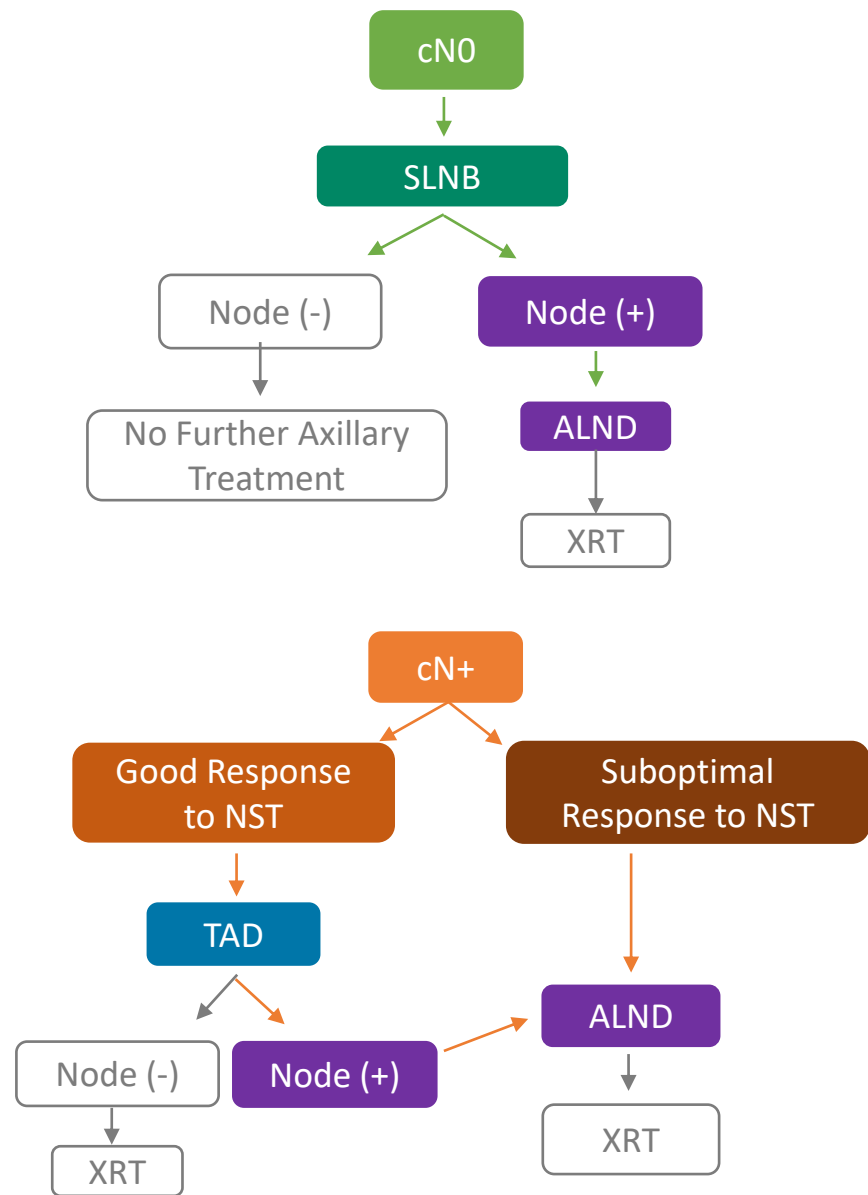 cN0
SLNB
Node (-)
Node (+)
No Further Axillary
Treatment
ALND
XRT
cN+
Good Response
to NST
Suboptimal
Response to NST
TAD
ALND
Node (-)
Node (+)
XRT
XRT